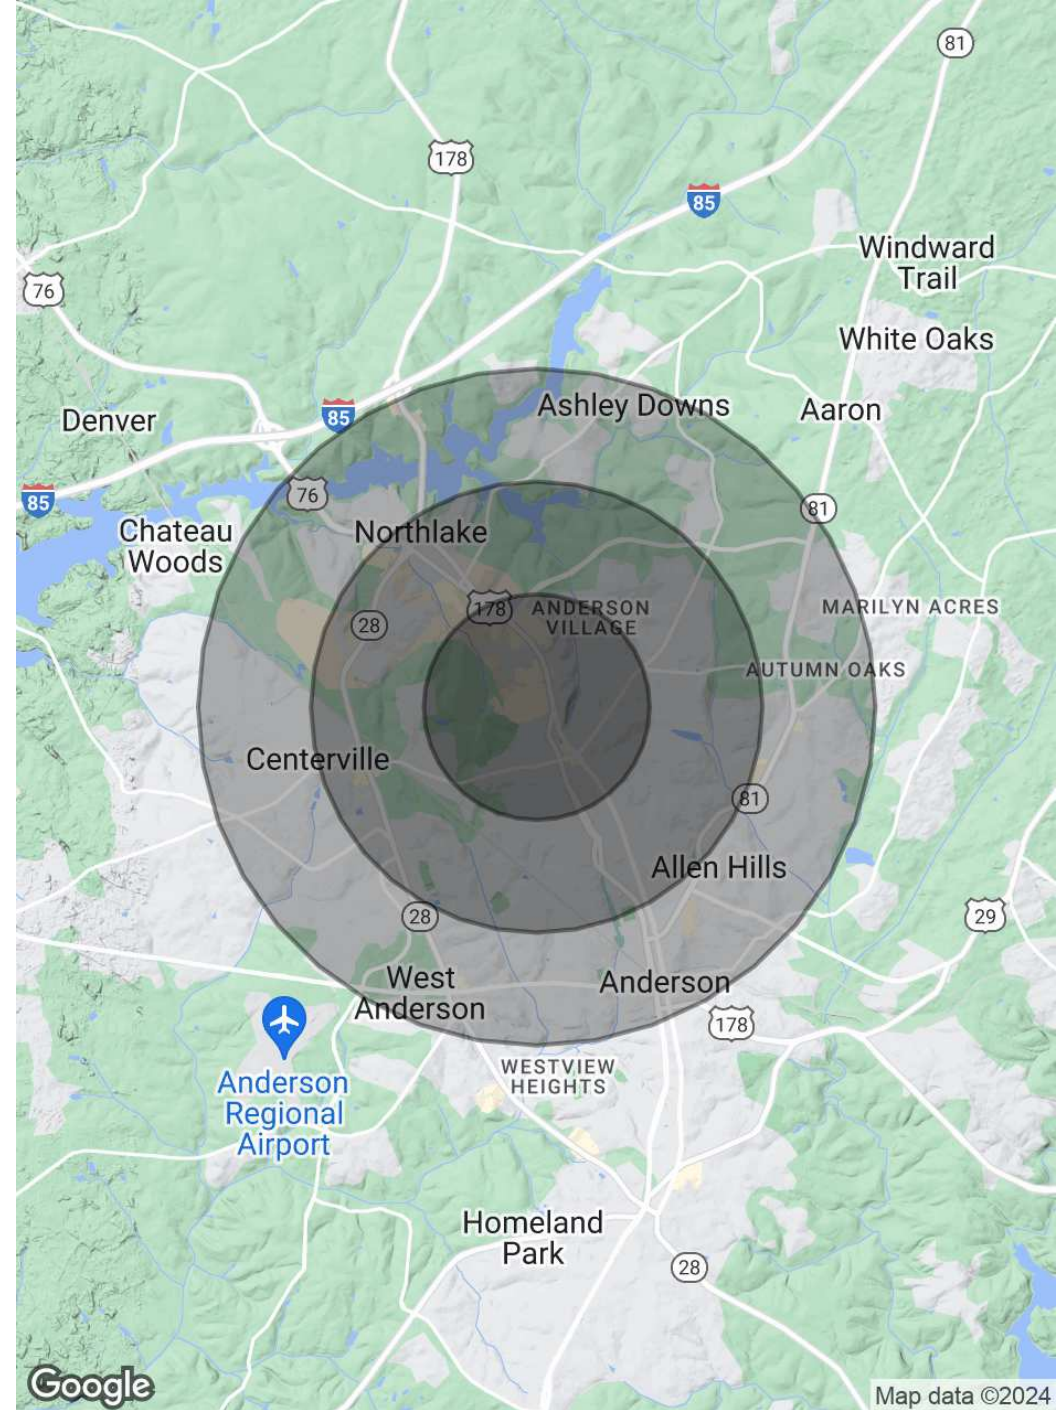 81
178
85
Windward
Trail
76
White Oaks
Ashley Downs
Aaron
Denver
85
85
76
81
Chateau
Woods
Northlake
178
ANDERSON
VILLAGE
MARILYN ACRES
28
AUTUMN OAKS
Centerville
81
Allen Hills
28
29
West
Anderson
Anderson
178
WESTVIEW
HEIGHTS
Anderson
Regional
Airport
Homeland
Park
28
Google
Map data ©2024